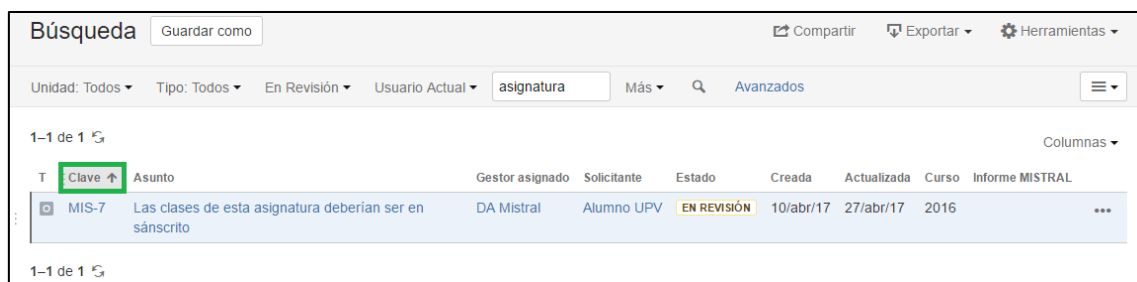 Búsqueda Guardar como Compartir Exportar Herramientas
Unidad: Todos Tipo: Todos En Revisión Usuario Actual asignatura Más Avanzados
1–1 de 1
Columnas
T Clave Asunto Gestor asignado Solicitante Estado Creada Actualizada Curso Informe MISTRAL
MIS-7 Las clases de esta asignatura deberían ser en DA Mistral Alumno UPV EN REVISIÓN 10/abr/17 27/abr/17 2016
sánscrito
1–1 de 1